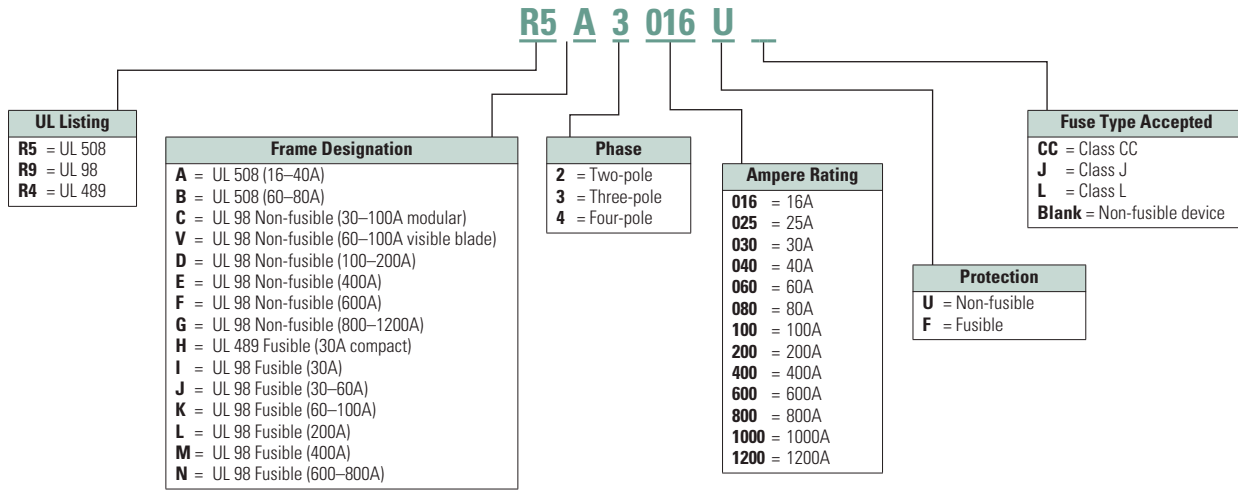 R5 A 3 016 U _
UL Listing
R5 = UL 508
R9 = UL 98
R4 = UL 489
Frame Designation
A = UL 508 (16–40A)
B = UL 508 (60–80A)
C = UL 98 Non-fusible (30–100A modular)
V = UL 98 Non-fusible (60–100A visible blade)
D = UL 98 Non-fusible (100–200A)
E = UL 98 Non-fusible (400A)
F = UL 98 Non-fusible (600A)
G = UL 98 Non-fusible (800–1200A)
H = UL 489 Fusible (30A compact)
I = UL 98 Fusible (30A)
J = UL 98 Fusible (30–60A)
K = UL 98 Fusible (60–100A)
L = UL 98 Fusible (200A)
M = UL 98 Fusible (400A)
N = UL 98 Fusible (600–800A)
Phase
2 = Two-pole
3 = Three-pole
4 = Four-pole
Ampere Rating
016 = 16A
025 = 25A
030 = 30A
040 = 40A
060 = 60A
080 = 80A
100 = 100A
200 = 200A
400 = 400A
600 = 600A
800 = 800A
1000 = 1000A
1200 = 1200A
Protection
U = Non-fusible
F = Fusible
Fuse Type Accepted
CC = Class CC
J = Class J
L = Class L
Blank = Non-fusible device